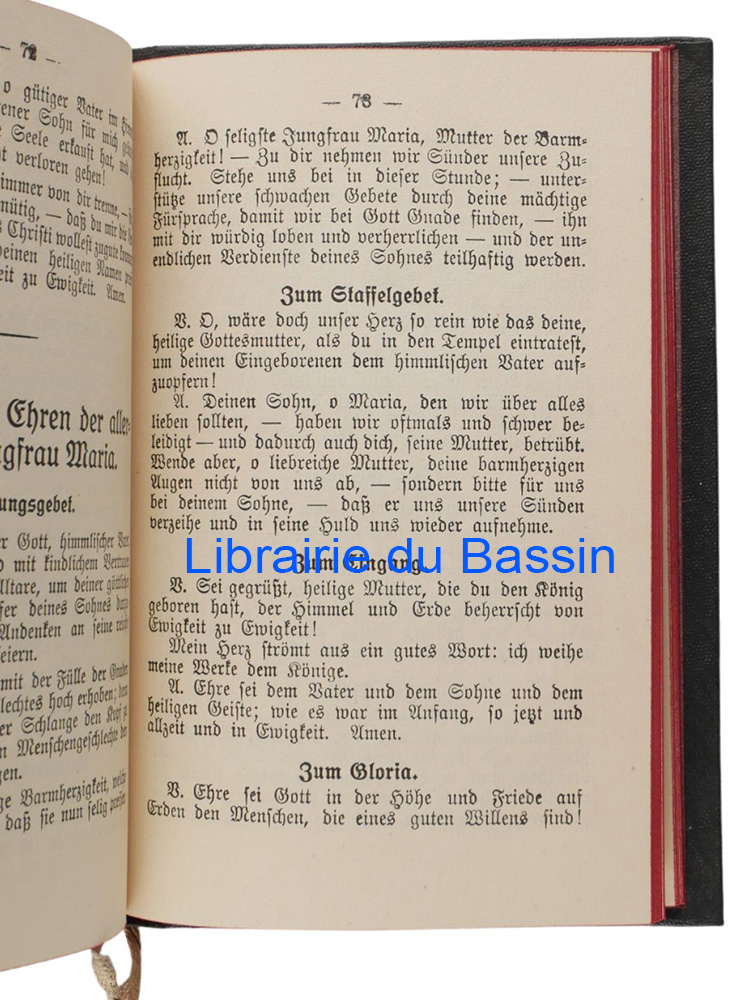 — 72 —
o gütiger Vater im
Sohn für mich
Seele erkauft hat,
verloren gehen!
immer von dir trenne,
daß du mir die
Christi wollest zugute
deinen heiligen Namen
zu Ewigkeit. Amen.
Ehren der
Maria.
Gott, himmlischer
mit kindlichem
um deiner
deines Sohnes
Andenken an seine
feiern.
mit der Fülle der
hoch erhoben;
Schlange den Kopf
Menschengeschlechte der
Barmherzigkeit, welche
daß sie nun selig
— 73 —
A. O seligste Jungfrau Maria, Mutter der Barm-
herzigkeit! — Zu dir nehmen wir Sünder unsere Zu-
flucht. Stehe uns bei in dieser Stunde; — unter-
stütze unsere schwachen Gebete durch deine mächtige
Fürsprache, damit wir bei Gott Gnade finden, — ihn
mit dir würdig loben und verherrlichen — und der un-
endlichen Verdienste deines Sohnes teilhaftig werden.
Zum Staffelgebet.
V. O, wäre doch unser Herz so rein wie das deine,
heilige Gottesmutter, als du in den Tempel eintratest,
um deinen Eingeborenen dem himmlischen Vater auf-
zuopfern!
A. Deinen Sohn, o Maria, den wir über alles
lieben sollten, — haben wir oftmals und schwer be-
leidigt — und dadurch auch dich, seine Mutter, betrübt.
Wende aber, o liebreiche Mutter, deine barmherzigen
Augen nicht von uns ab, — sondern bitte für uns
bei deinem Sohne, — daß er uns unsere Sünden
verzeihe und in seine Huld uns wieder aufnehme.
Librairie du Bassin
Zum Eingang.
V. Sei gegrüßt, heilige Mutter, die du den König
geboren hast, der Himmel und Erde beherrscht von
Ewigkeit zu Ewigkeit!
Mein Herz strömt aus ein gutes Wort: ich weihe
meine Werke dem Könige.
A. Ehre sei dem Vater und dem Sohne und dem
heiligen Geiste; wie es war im Anfang, so jetzt und
allzeit und in Ewigkeit. Amen.
Zum Gloria.
V. Ehre sei Gott in der Höhe und Friede auf
Erden den Menschen, die eines guten Willens sind!